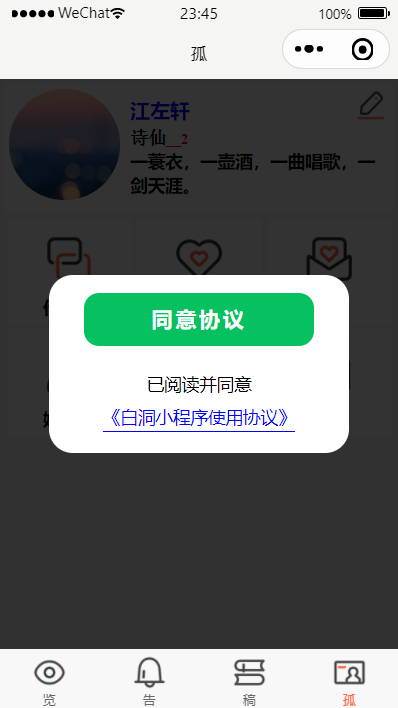 WeChat 23:45 100%
孤
江左轩
诗仙__2
一蓑衣，一壶酒，一曲唱歌，一
剑天涯。
同意协议
已阅读并同意
《白洞小程序使用协议》
览 告 稿 孤